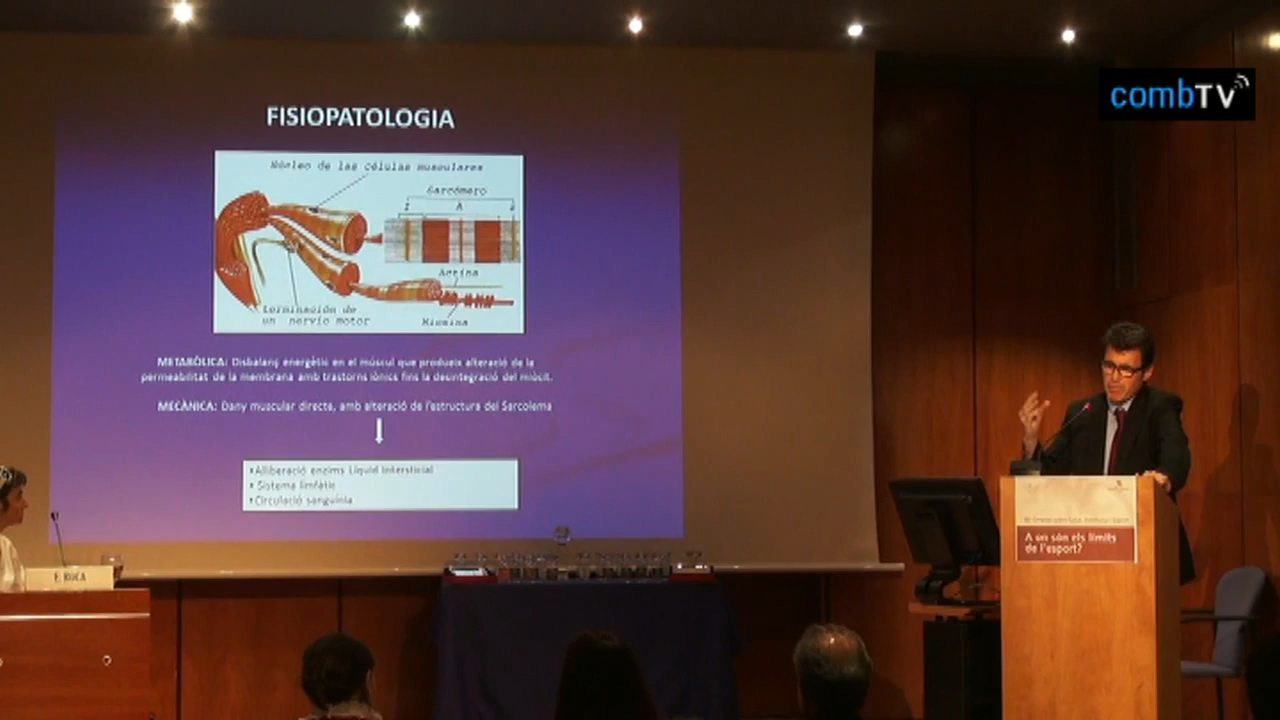 combTV
FISIOPATOLOGIA
Núcleo de las células musculares
Sarcómero
I A
Actina
terminación de
un nervio motor
Miosina
METABÒLICA: Disbalanç energètic en el múscul que produeix alteració de la
permeabilitat de la membrana amb trastorns iònics fins la desintegració del miòcit.
MECÀNICA: Dany muscular directe, amb alteració de l'estructura del Sarcolema
Alliberació enzims Líquid Intersticial
Sistema limfàtic
Circulació sanguínia
F. ROCA
A on són els límits
de l'esport?